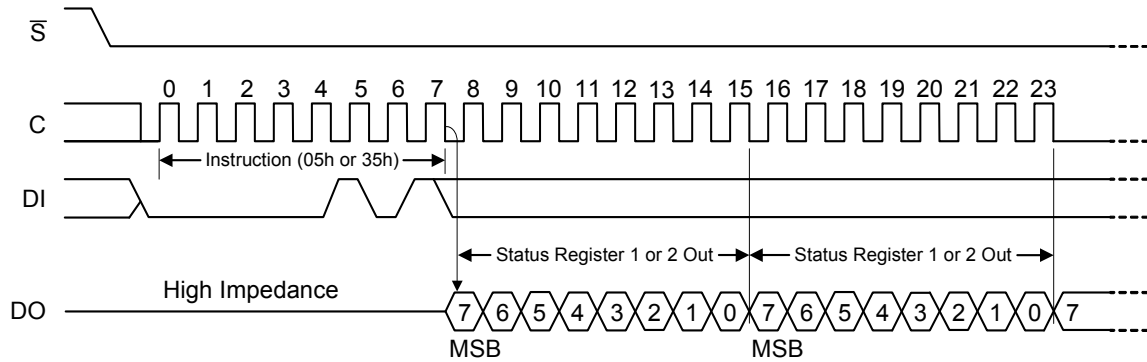 S
0 1 2 3 4 5 6 7 8 9 10 11 12 13 14 15 16 17 18 19 20 21 22 23
C
Instruction (05h or 35h)
DI
Status Register 1 or 2 Out Status Register 1 or 2 Out
High Impedance
DO 7 6 5 4 3 2 1 0 7 6 5 4 3 2 1 0 7
MSB MSB